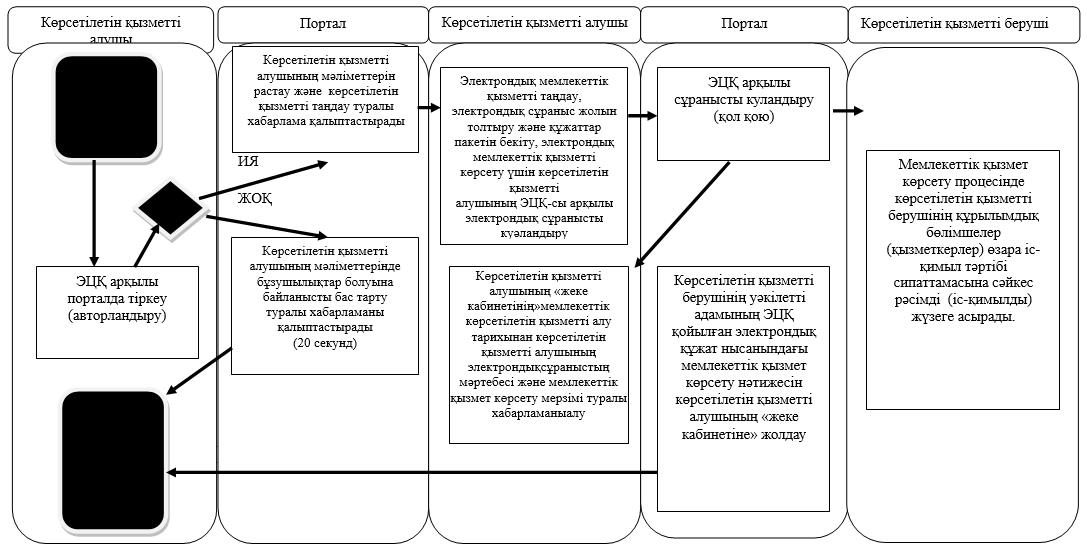 Көрсетілетін қызметті
алушы
Портал
Көрсетілетін қызметті алушы
Портал
Көрсетілетін қызметті беруші
ЭЦҚ арқылы
порталда тіркеу
(авторландыру)
Көрсетілетін қызметті
алушының мәліметтерін
растау және көрсетілетін
қызметті таңдау туралы
хабарлама қалыптастырады
ИЯ
ЖОҚ
Көрсетілетін қызметті
алушының мәліметтерінде
бұзушылықтар болуына
байланысты бас тарту
туралы хабарламаны
қалыптастырады
(20 секунд)
Электрондық мемлекеттік
қызметті таңдау,
электрондық сұраныс жолын
толтыру және құжаттар
пакетін бекіту, электрондық
мемлекеттік қызметті
көрсету үшін көрсетілетін
қызметті
алушының ЭЦҚ-сы арқылы
электрондық сұранысты
куәландыру
Көрсетілетін қызметті
алушының «жеке
кабинетінің»мемлекеттік
көрсетілетін қызметті алу
тарихынан көрсетілетін
қызметті алушының
электрондықсұраныстың
мәртебесі және мемлекеттік
қызмет көрсету мерзімі туралы
хабарламаныалу
ЭЦҚ арқылы
сұранысты куландыру
(қол қою)
Көрсетілетін қызметті
берушінің уәкілетті
адамының ЭЦҚ
қойылған электрондық
құжат нысанындағы
мемлекеттік қызмет
көрсету нәтижесін
көрсетілетін қызметті
алушының «жеке
кабинетіне» жолдау
Мемлекеттік қызмет
көрсету процесінде
көрсетілетін қызметті
берушінің құрылымдық
бөлімшелер
(қызметкерлер) өзара іс-
қимыл тәртібі
сипаттамасына сәйкес
рәсімді (іс-қимылды)
жүзеге асырады.